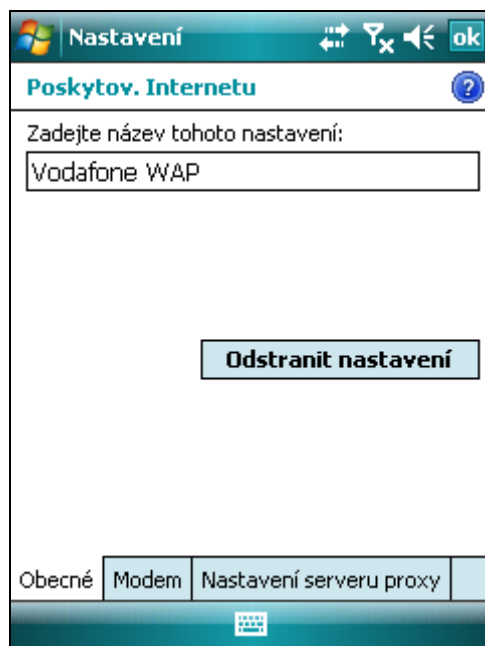 Nastavení ok
Poskytov. Internetu ?
Zadejte název tohoto nastavení:
Vodafone WAP
Odstranit nastavení
Obecné Modem Nastavení serveru proxy